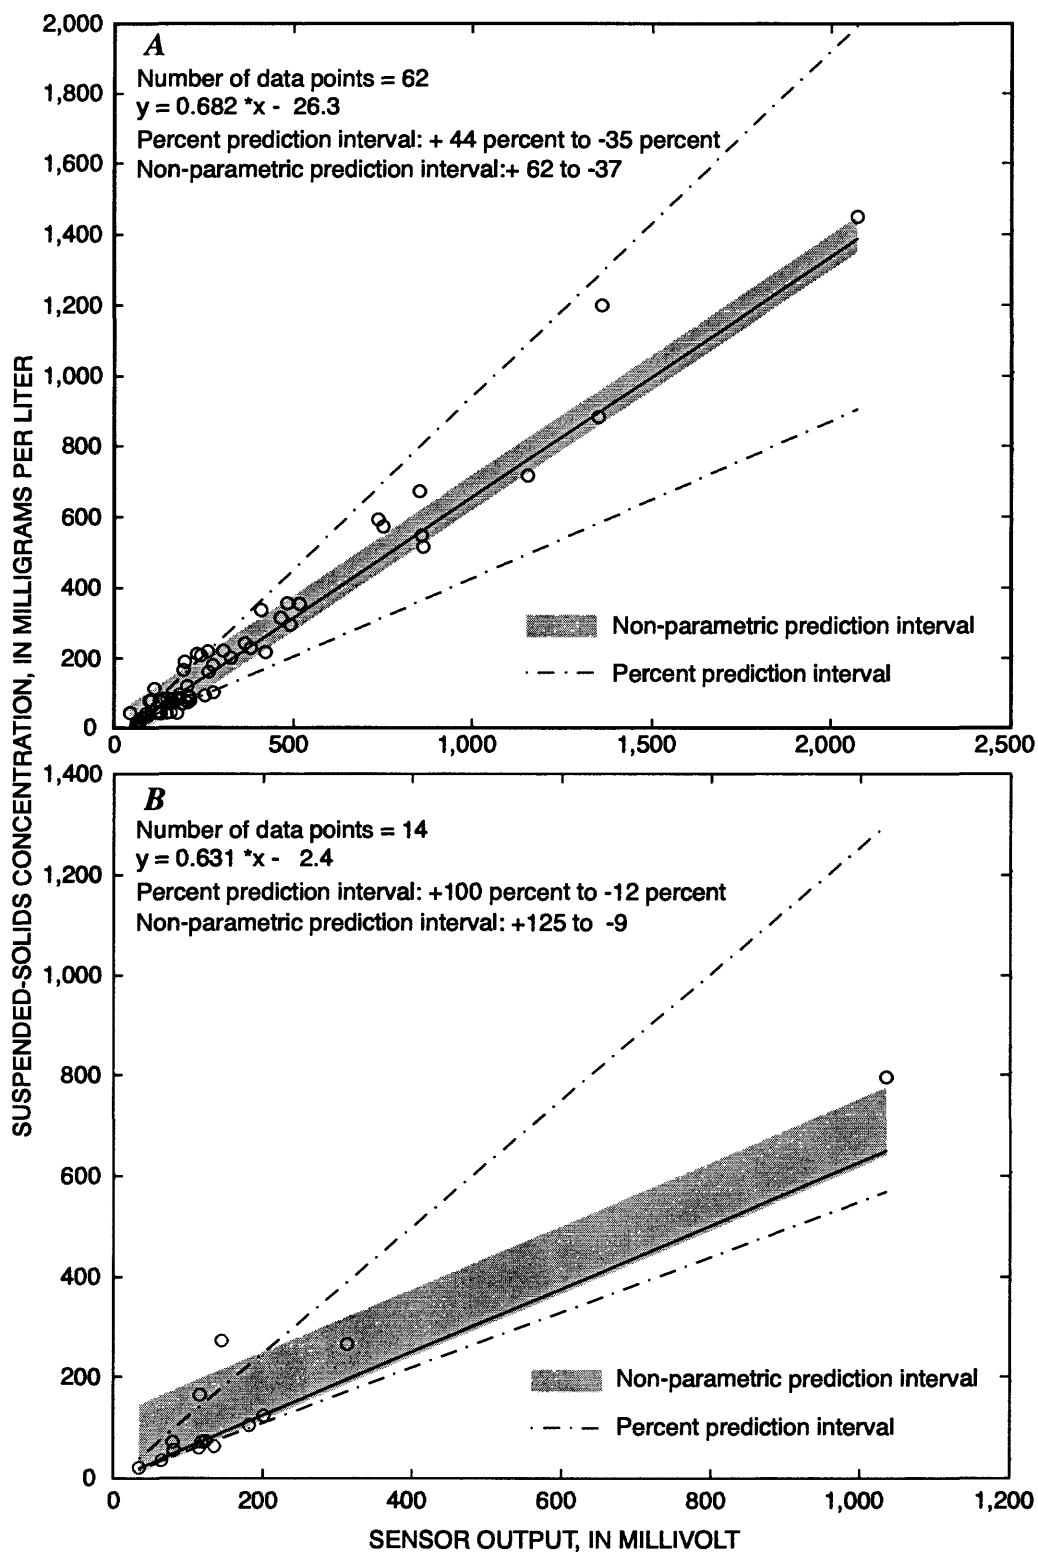 SUSPENDED-SOLIDS CONCENTRATION, IN MILLIGRAMS PER LITER
2,000
1,800
1,600
1,400
1,200
1,000
800
600
400
200
0
A
Number of data points = 62
y = 0.682 *x - 26.3
Percent prediction interval: + 44 percent to -35 percent
Non-parametric prediction interval:+ 62 to -37
Non-parametric prediction interval
Percent prediction interval
0 500 1,000 1,500 2,000 2,500
1,400
1,200
1,000
800
600
400
200
0
B
Number of data points = 14
y = 0.631 *x - 2.4
Percent prediction interval: +100 percent to -12 percent
Non-parametric prediction interval: +125 to -9
Non-parametric prediction interval
Percent prediction interval
0 200 400 600 800 1,000 1,200
SENSOR OUTPUT, IN MILLIVOLT